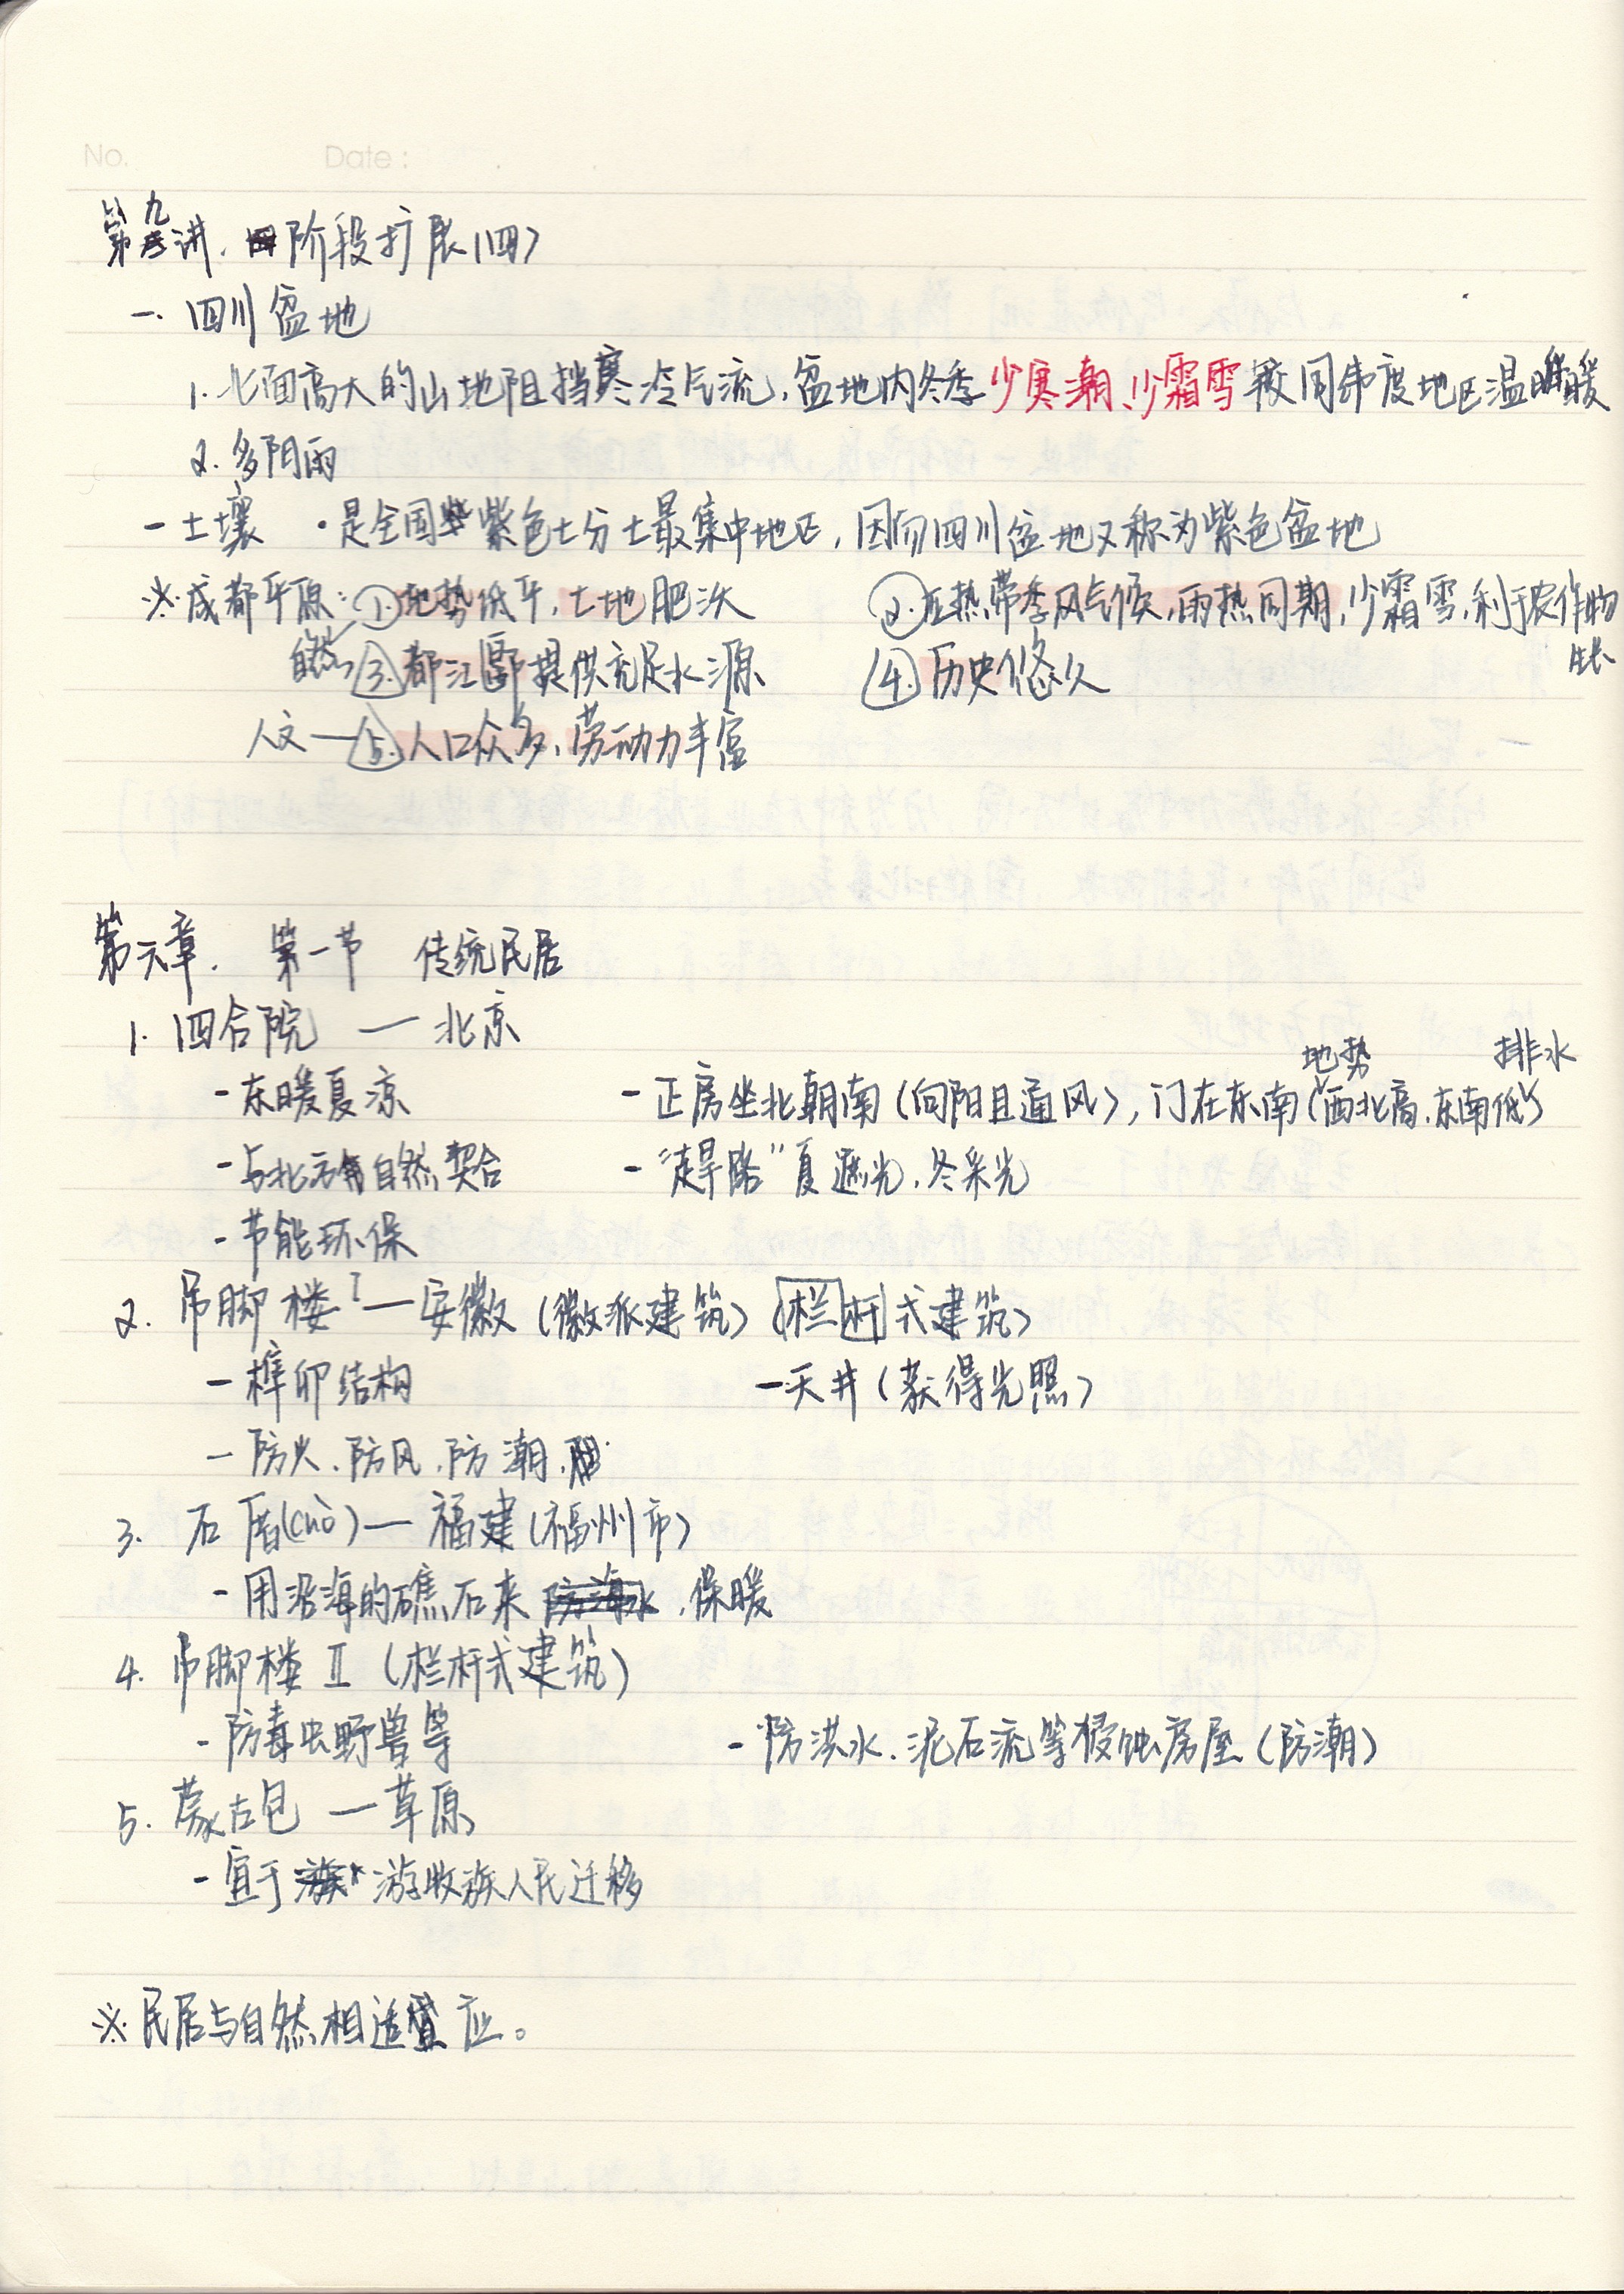 No. Date:
第九讲. 阶段扩展(四)
一. 四川盆地
1. 北面高大的山地阻挡寒冷气流,盆地内冬季少寒潮、少霜雪 较同纬度地区温暖
2. 多阴雨
- 土壤 ·是全国紫色土分土最集中地区,因而四川盆地又称为紫色盆地
※成都平原: ①地势低平,土地肥沃 ②亚热带季风气候,雨热同期,少霜雪,利于农作物生长
自然 ③都江堰提供充足水源 ④历史悠久
人文—⑤人口众多,劳动力丰富
第六章. 第一节 传统民居
1. 四合院 — 北京
地势 排水
-冬暖夏凉 -正房坐北朝南(向阳且通风),门在东南(西北高.东南低)
-与北方自然契合 -"走旱路"夏遮光.冬采光
-节能环保
2. 吊脚楼I—安徽(徽派建筑)(栏杆式建筑)
-榫卯结构 -天井(获得光照)
-防火.防风.防潮.
3. 石厝(cuò)— 福建(福州市)
-用沿海的礁石来 防海水 .保暖
4. 吊脚楼II (栏杆式建筑)
-防毒虫野兽等 -防洪水.泥石流等侵蚀房屋(防潮)
5. 蒙古包 — 草原
-宜于 游牧族人民迁移
※民居与自然相适应。